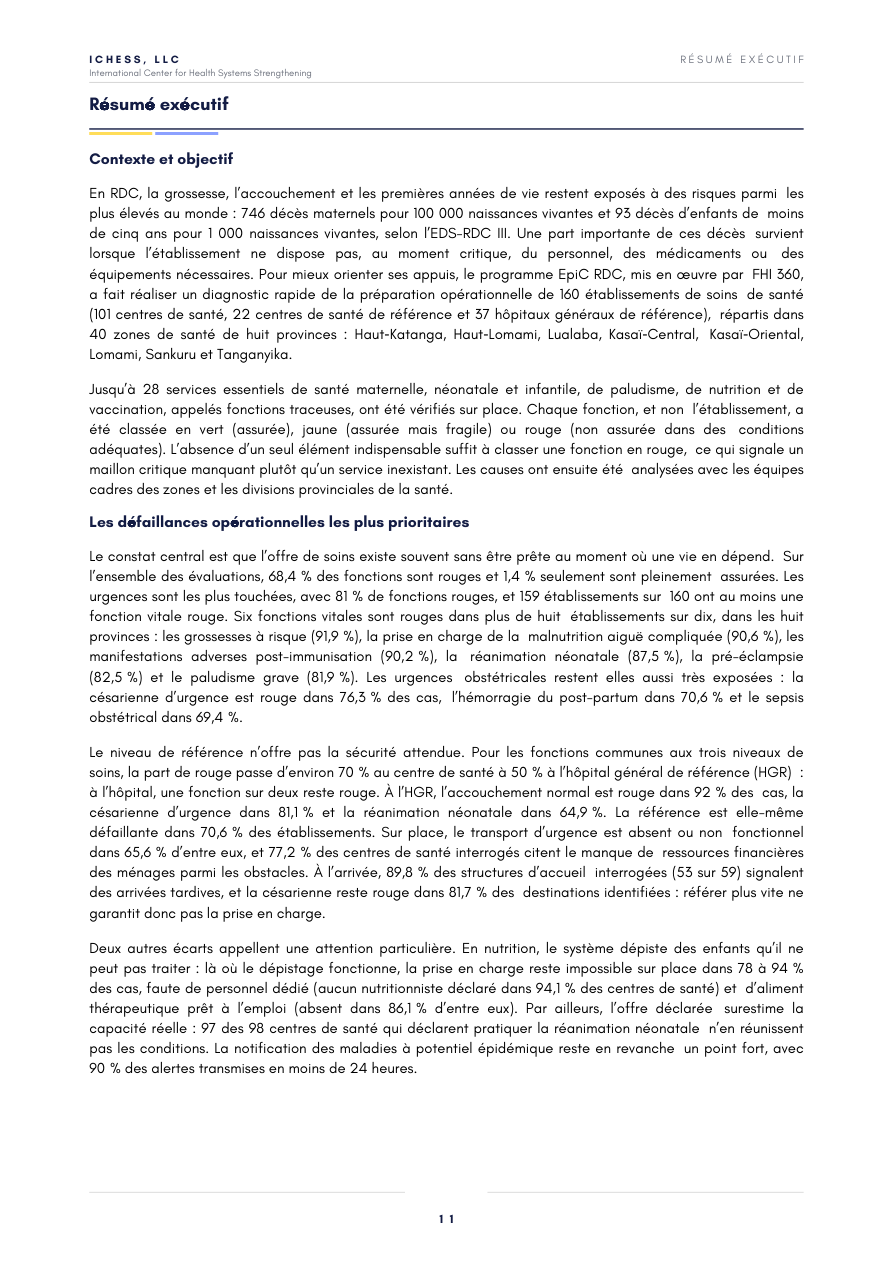 ICHESS, LLC
International Center for Health Systems Strengthening
RÉSUMÉ EXÉCUTIF
Résumé exécutif
Contexte et objectif
En RDC, la grossesse, l’accouchement et les premières années de vie restent exposés à des risques parmi les
plus élevés au monde : 746 décès maternels pour 100 000 naissances vivantes et 93 décès d’enfants de moins
de cinq ans pour 1 000 naissances vivantes, selon l’EDS-RDC III. Une part importante de ces décès survient
lorsque l’établissement ne dispose pas, au moment critique, du personnel, des médicaments ou des
équipements nécessaires. Pour mieux orienter ses appuis, le programme EpiC RDC, mis en œuvre par FHI 360,
a fait réaliser un diagnostic rapide de la préparation opérationnelle de 160 établissements de soins de santé
(101 centres de santé, 22 centres de santé de référence et 37 hôpitaux généraux de référence), répartis dans
40 zones de santé de huit provinces : Haut-Katanga, Haut-Lomami, Lualaba, Kasaï-Central, Kasaï-Oriental,
Lomami, Sankuru et Tanganyika.
Jusqu’à 28 services essentiels de santé maternelle, néonatale et infantile, de paludisme, de nutrition et de
vaccination, appelés fonctions traceuses, ont été vérifiés sur place. Chaque fonction, et non l’établissement, a
été classée en vert (assurée), jaune (assurée mais fragile) ou rouge (non assurée dans des conditions
adéquates). L’absence d’un seul élément indispensable suffit à classer une fonction en rouge, ce qui signale un
maillon critique manquant plutôt qu’un service inexistant. Les causes ont ensuite été analysées avec les équipes
cadres des zones et les divisions provinciales de la santé.
Les défaillances opérationnelles les plus prioritaires
Le constat central est que l’offre de soins existe souvent sans être prête au moment où une vie en dépend. Sur
l’ensemble des évaluations, 68,4 % des fonctions sont rouges et 1,4 % seulement sont pleinement assurées. Les
urgences sont les plus touchées, avec 81 % de fonctions rouges, et 159 établissements sur 160 ont au moins une
fonction vitale rouge. Six fonctions vitales sont rouges dans plus de huit établissements sur dix, dans les huit
provinces : les grossesses à risque (91,9 %), la prise en charge de la malnutrition aiguë compliquée (90,6 %), les
manifestations adverses post-immunisation (90,2 %), la réanimation néonatale (87,5 %), la pré-éclampsie
(82,5 %) et le paludisme grave (81,9 %). Les urgences obstétricales restent elles aussi très exposées : la
césarienne d’urgence est rouge dans 76,3 % des cas, l’hémorragie du post-partum dans 70,6 % et le sepsis
obstétrical dans 69,4 %.
Le niveau de référence n’offre pas la sécurité attendue. Pour les fonctions communes aux trois niveaux de
soins, la part de rouge passe d’environ 70 % au centre de santé à 50 % à l’hôpital général de référence (HGR) :
à l’hôpital, une fonction sur deux reste rouge. À l’HGR, l’accouchement normal est rouge dans 92 % des cas, la
césarienne d’urgence dans 81,1 % et la réanimation néonatale dans 64,9 %. La référence est elle-même
défaillante dans 70,6 % des établissements. Sur place, le transport d’urgence est absent ou non fonctionnel
dans 65,6 % d’entre eux, et 77,2 % des centres de santé interrogés citent le manque de ressources financières
des ménages parmi les obstacles. À l’arrivée, 89,8 % des structures d’accueil interrogées (53 sur 59) signalent
des arrivées tardives, et la césarienne reste rouge dans 81,7 % des destinations identifiées : référer plus vite ne
garantit donc pas la prise en charge.
Deux autres écarts appellent une attention particulière. En nutrition, le système dépiste des enfants qu’il ne
peut pas traiter : là où le dépistage fonctionne, la prise en charge reste impossible sur place dans 78 à 94 %
des cas, faute de personnel dédié (aucun nutritionniste déclaré dans 94,1 % des centres de santé) et d’aliment
thérapeutique prêt à l’emploi (absent dans 86,1 % d’entre eux). Par ailleurs, l’offre déclarée surestime la
capacité réelle : 97 des 98 centres de santé qui déclarent pratiquer la réanimation néonatale n’en réunissent
pas les conditions. La notification des maladies à potentiel épidémique reste en revanche un point fort, avec
90 % des alertes transmises en moins de 24 heures.
11